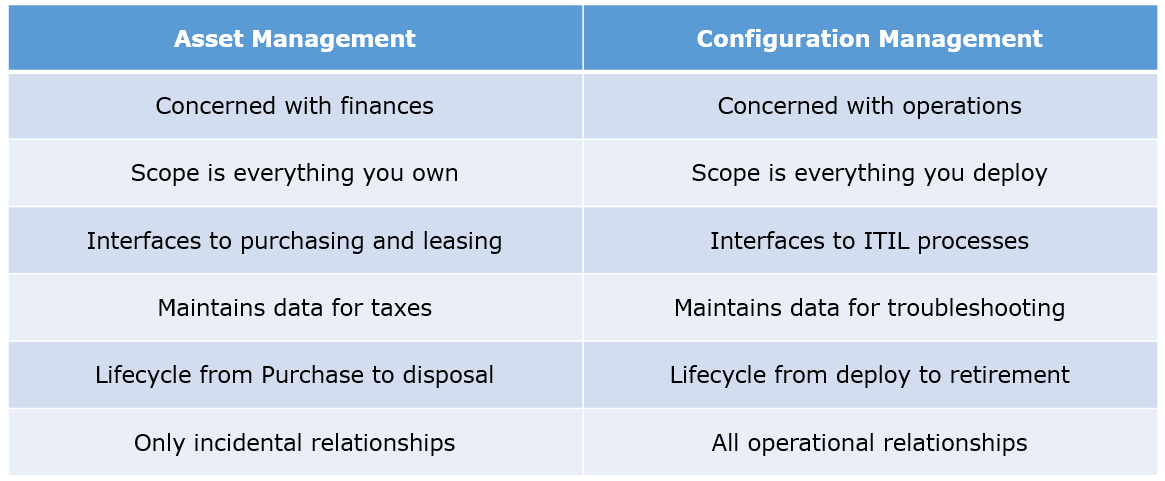 Asset Management
Configuration Management
Concerned with finances
Concerned with operations
Scope is everything you own
Scope is everything you deploy
Interfaces to purchasing and leasing
Interfaces to ITIL processes
Maintains data for taxes
Maintains data for troubleshooting
Lifecycle from Purchase to disposal
Lifecycle from deploy to retirement
Only incidental relationships
All operational relationships